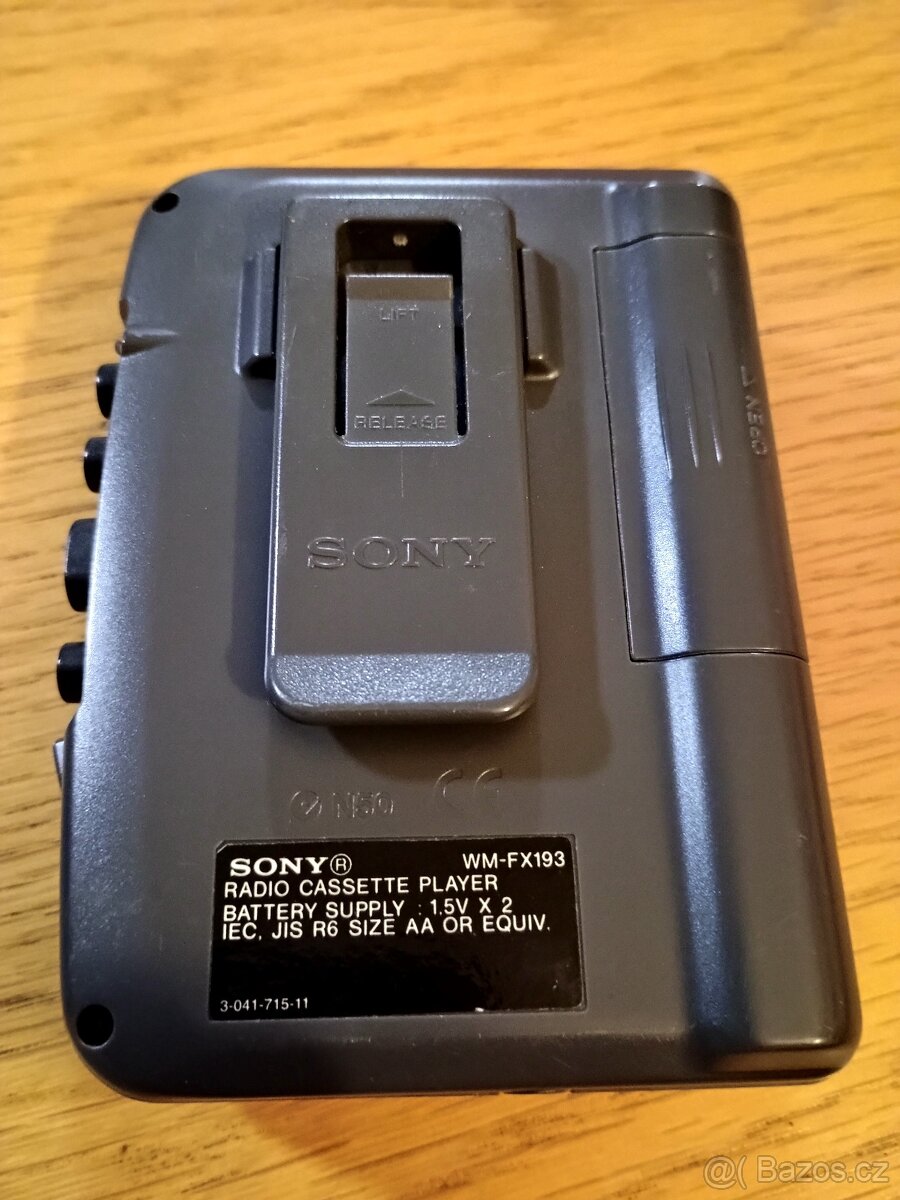 LIFT
RELEASE
OPEN
SONY
N50
CE
SONY® WM-FX193
RADIO CASSETTE PLAYER
BATTERY SUPPLY : 1.5V X 2
IEC, JIS R6 SIZE AA OR EQUIV.
3-041-715-11
@( Bazos.cz